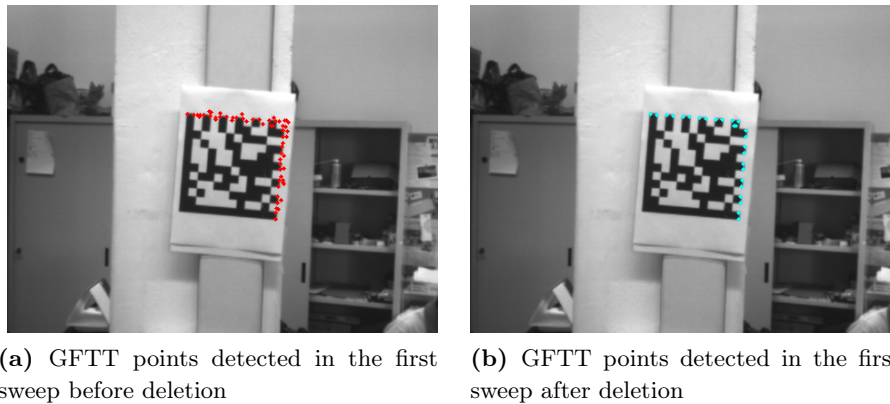 (a) GFTT points detected in the first
sweep before deletion
(b) GFTT points detected in the firs
sweep after deletion